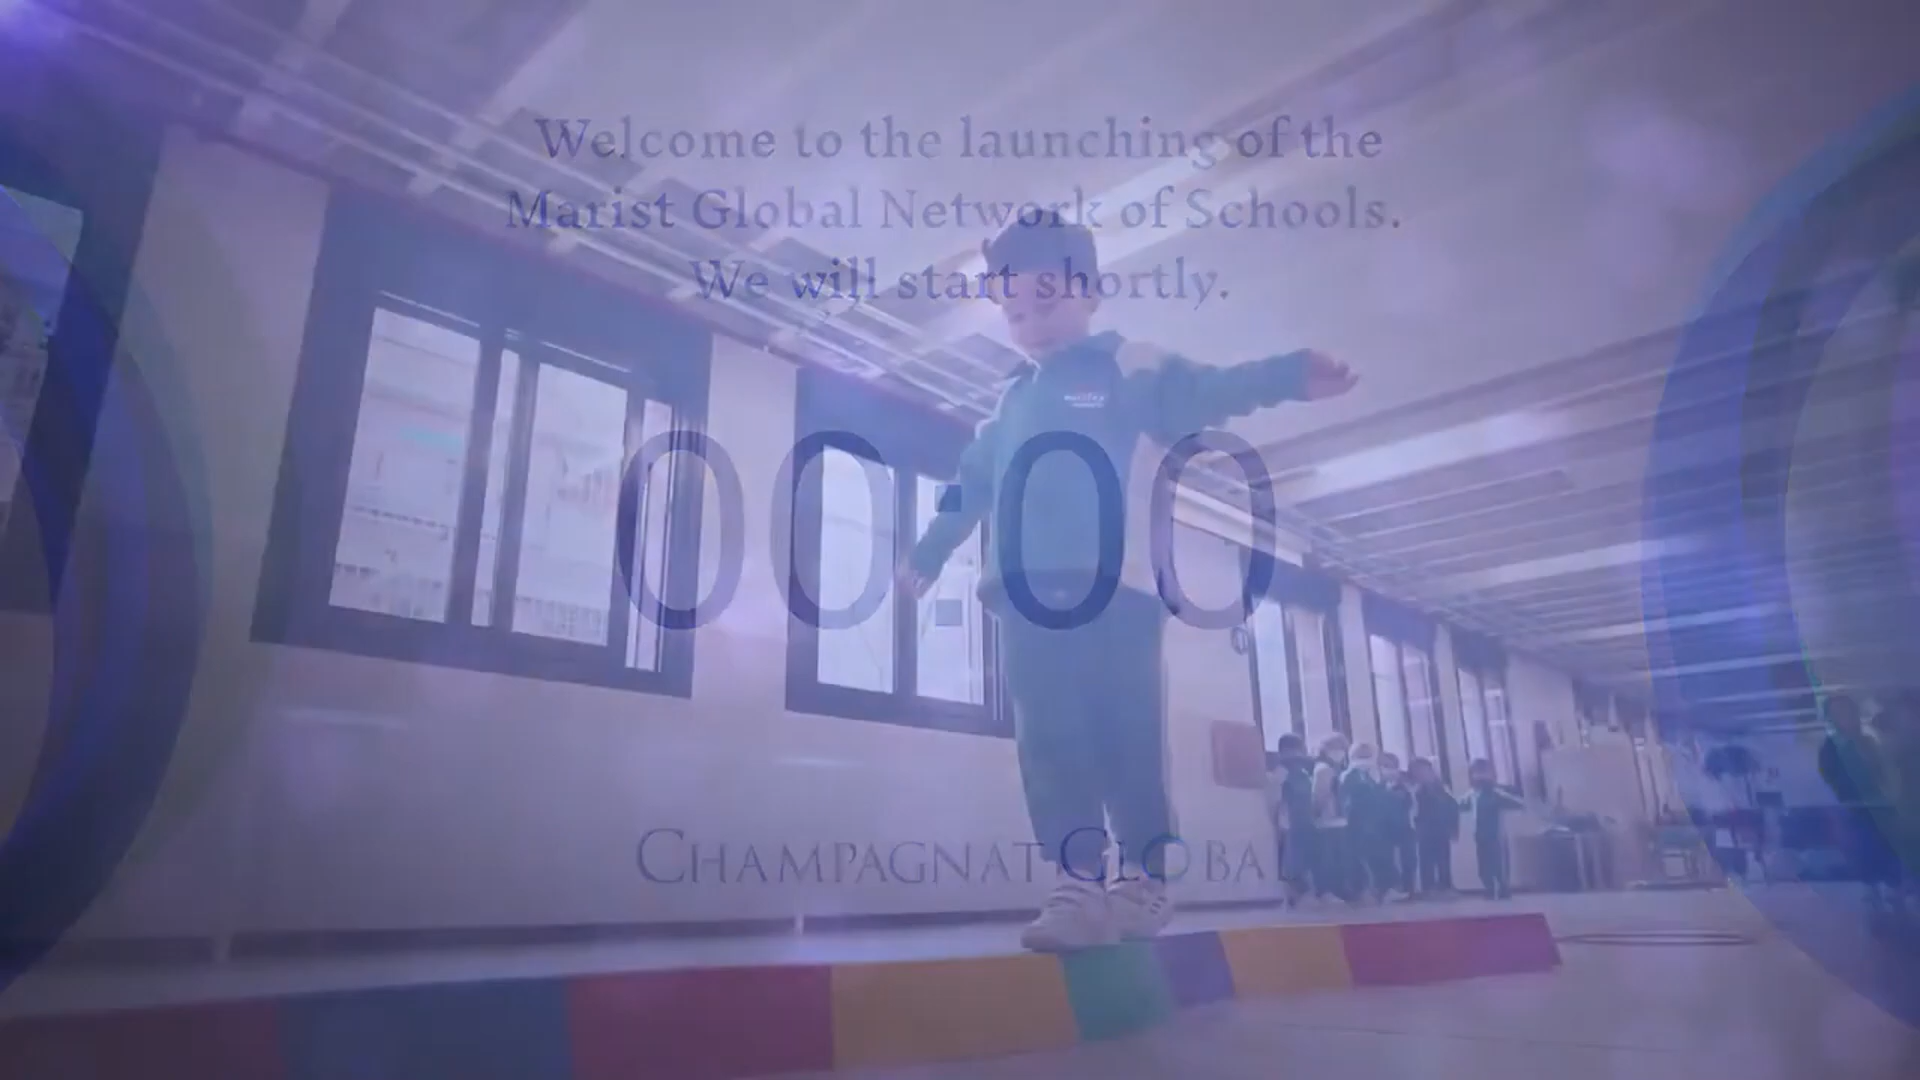 Welcome to the launching of the
Marist Global Network of Schools.
We will start shortly.
00:00
CHAMPAGNAT GLOBAL